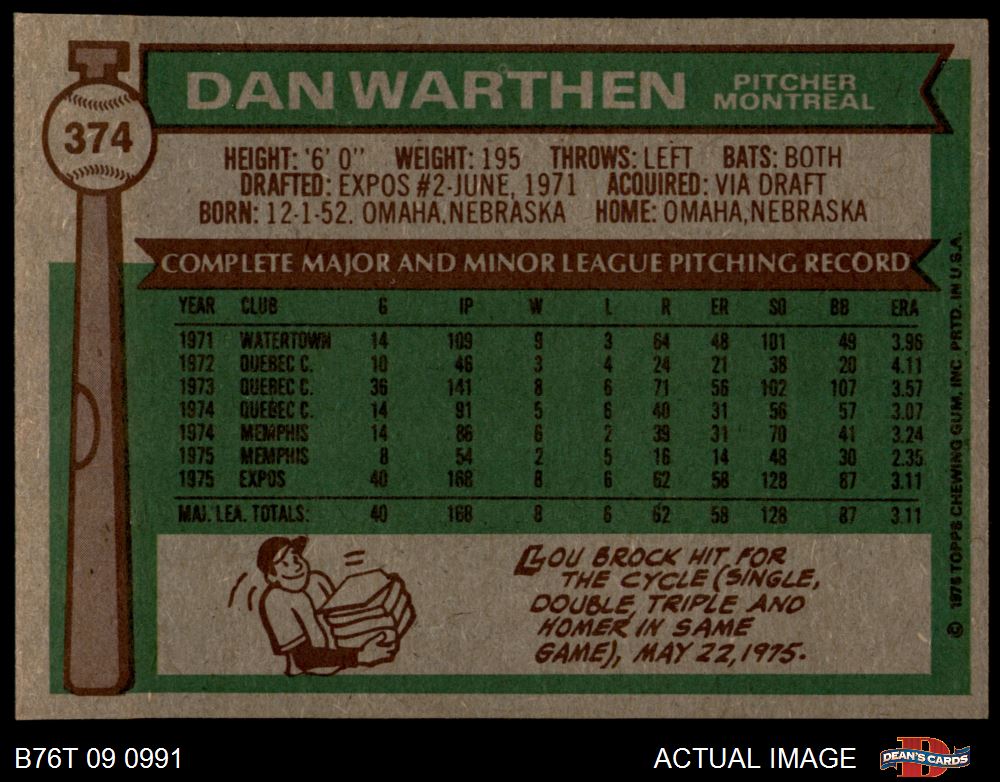 374
DAN WARTHEN
PITCHER
MONTREAL
HEIGHT: '6' 0" WEIGHT: 195 THROWS: LEFT BATS: BOTH
DRAFTED: EXPOS #2-JUNE, 1971 ACQUIRED: VIA DRAFT
BORN: 12-1-52. OMAHA, NEBRASKA HOME: OMAHA, NEBRASKA
COMPLETE MAJOR AND MINOR LEAGUE PITCHING RECORD
YEAR CLUB G IP W L R ER SO BB ERA
1971 WATERTOWN 14 109 9 3 64 48 101 49 3.96
1972 QUEBEC C. 10 46 3 4 24 21 38 20 4.11
1973 QUEBEC C. 36 141 8 6 71 56 102 107 3.57
1974 QUEBEC C. 14 91 5 6 40 31 56 57 3.07
1974 MEMPHIS 14 86 6 2 39 31 70 41 3.24
1975 MEMPHIS 8 54 2 5 16 14 48 30 2.35
1975 EXPOS 40 168 8 6 62 58 128 87 3.11
MAJ. LEA. TOTALS: 40 168 8 6 62 58 128 87 3.11
LOU BROCK HIT FOR
THE CYCLE (SINGLE,
DOUBLE, TRIPLE AND
HOMER IN SAME
GAME), MAY 22, 1975.
© 1976 TOPPS CHEWING GUM, INC. PRTD. IN U.S.A.
B76T 09 0991
ACTUAL IMAGE
DEAN'S CARDS